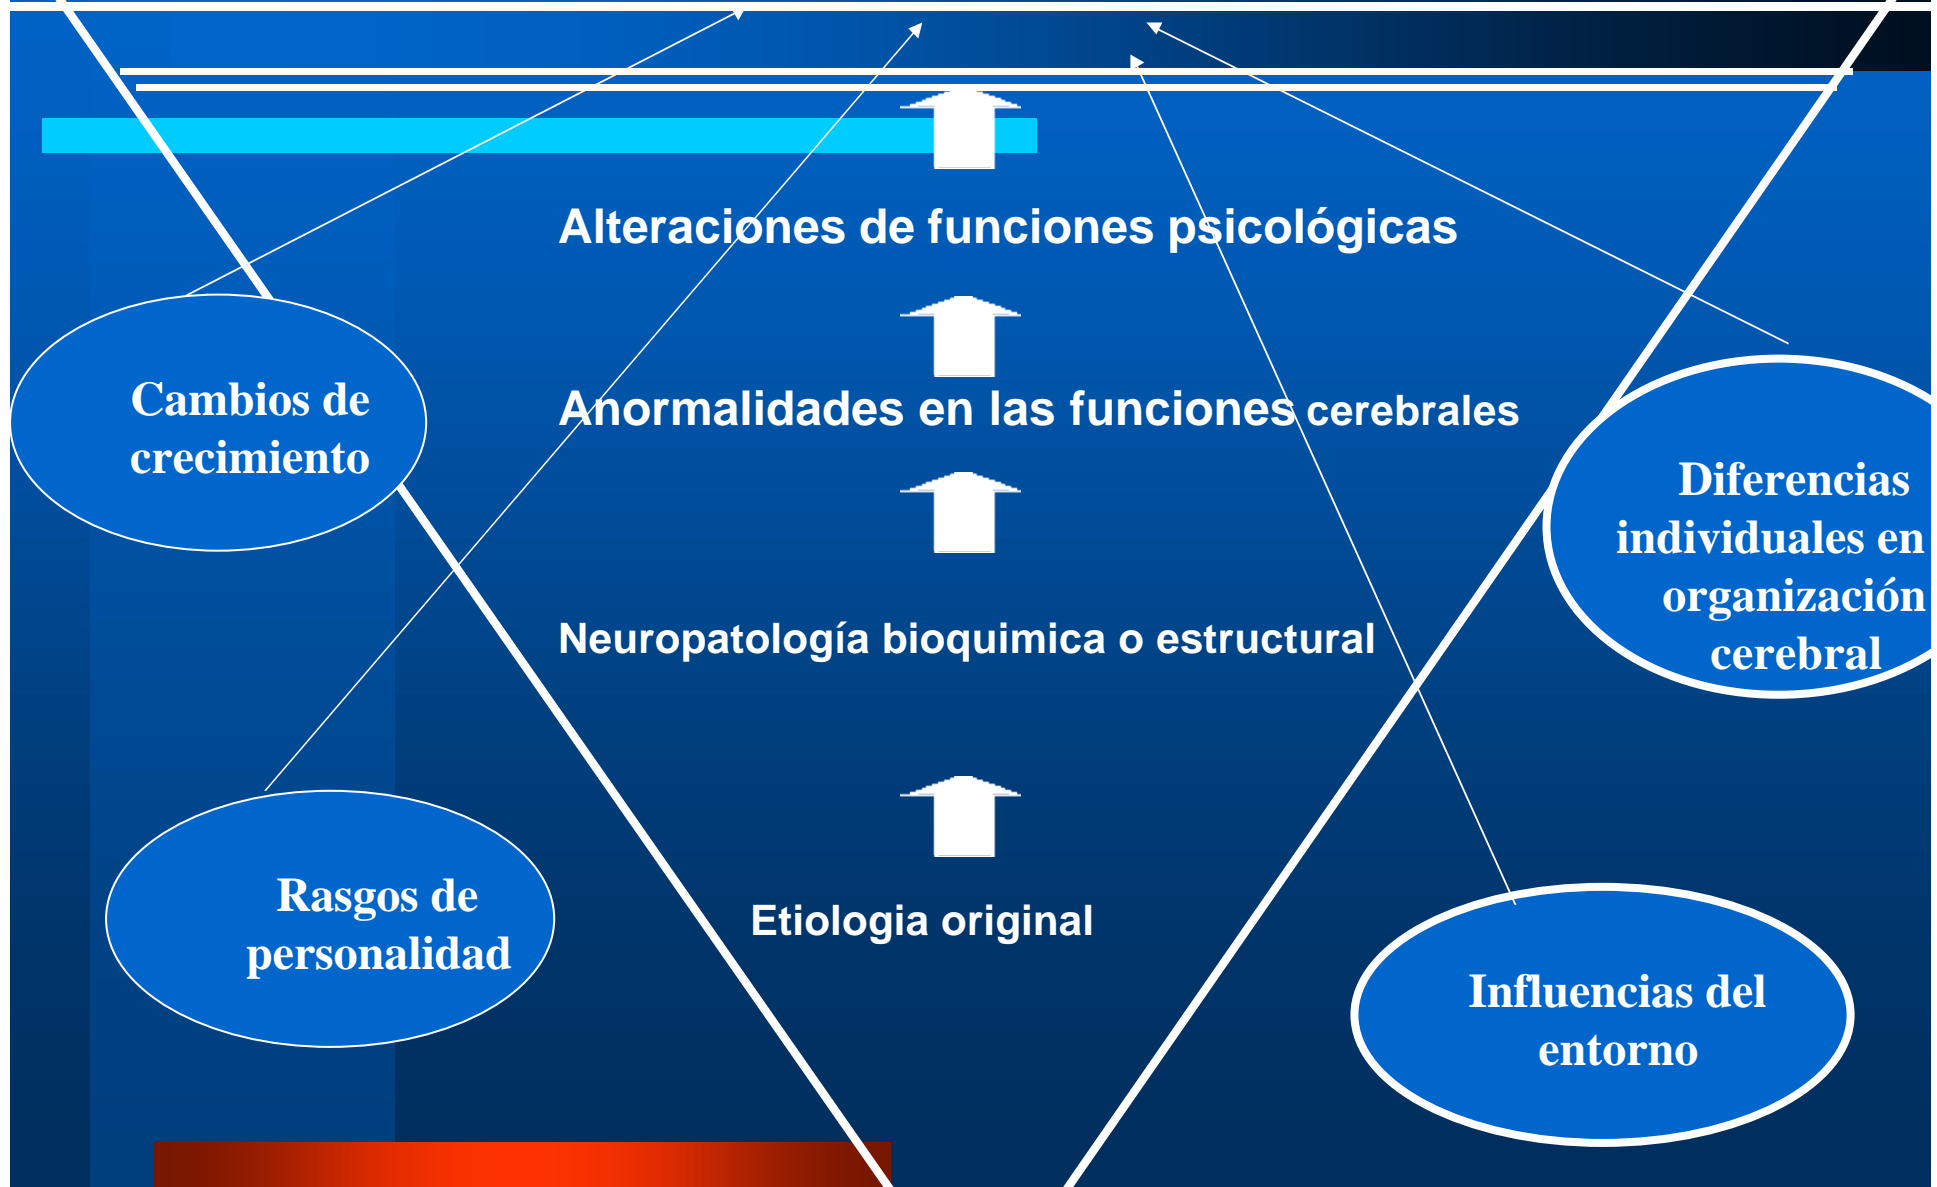 Alteraciones de funciones psicológicas
Cambios de
crecimiento
Anormalidades en las funciones cerebrales
Diferencias
individuales en
organización
cerebral
Neuropatología bioquimica o estructural
Rasgos de
personalidad
Etiologia original
Influencias del
entorno